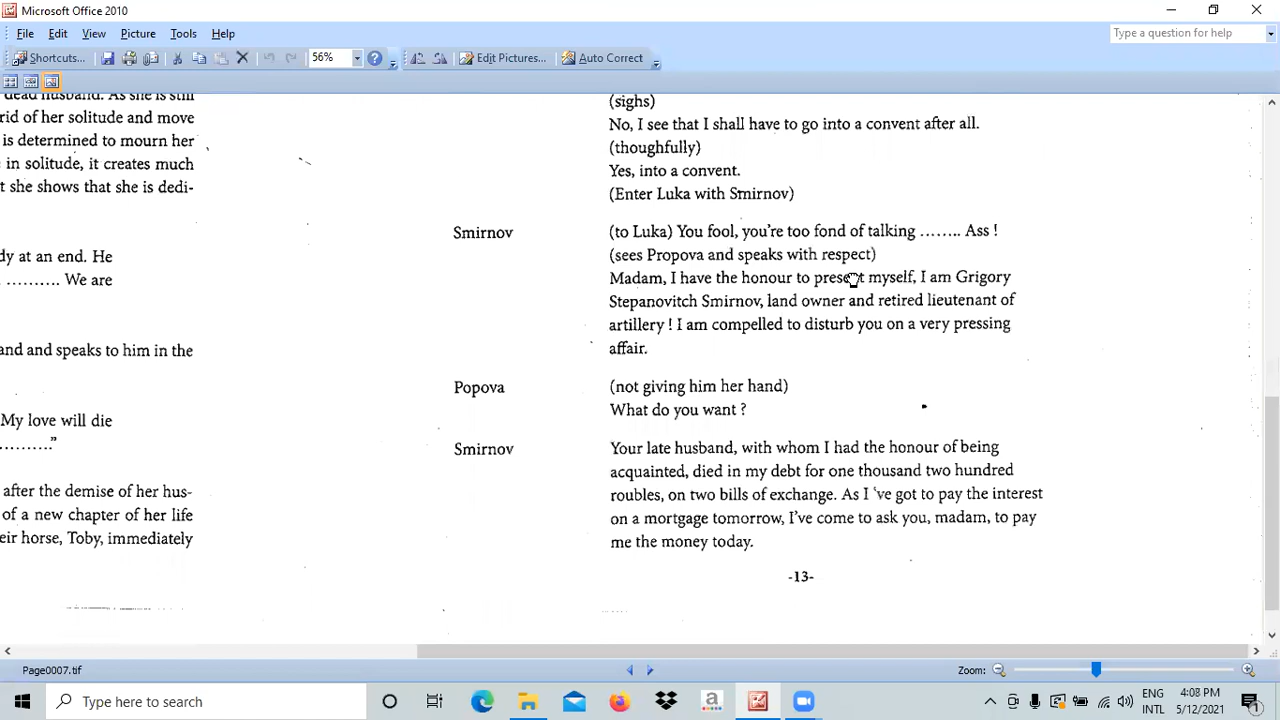 Microsoft Office 2010
File Edit View Picture Tools Help
Type a question for help
Shortcuts... 56% Edit Pictures... Auto Correct
dead husband. As she is still
rid of her solitude and move
is determined to mourn her
in solitude, it creates much
t she shows that she is dedi-
dy at an end. He
.......... We are
and and speaks to him in the
My love will die
........."
after the demise of her hus-
of a new chapter of her life
eir horse, Toby, immediately
(sighs)
No, I see that I shall have to go into a convent after all.
(thoughtfully)
Yes, into a convent.
(Enter Luka with Smirnov)
Smirnov (to Luka) You fool, you're too fond of talking ........ Ass !
(sees Propova and speaks with respect)
Madam, I have the honour to present myself, I am Grigory
Stepanovitch Smirnov, land owner and retired lieutenant of
artillery ! I am compelled to disturb you on a very pressing
affair.
Popova (not giving him her hand)
What do you want ?
Smirnov Your late husband, with whom I had the honour of being
acquainted, died in my debt for one thousand two hundred
roubles, on two bills of exchange. As I 've got to pay the interest
on a mortgage tomorrow, I've come to ask you, madam, to pay
me the money today.
-13-
Page0007.tif Zoom:
Type here to search
ENG 4:08 PM
INTL 5/12/2021